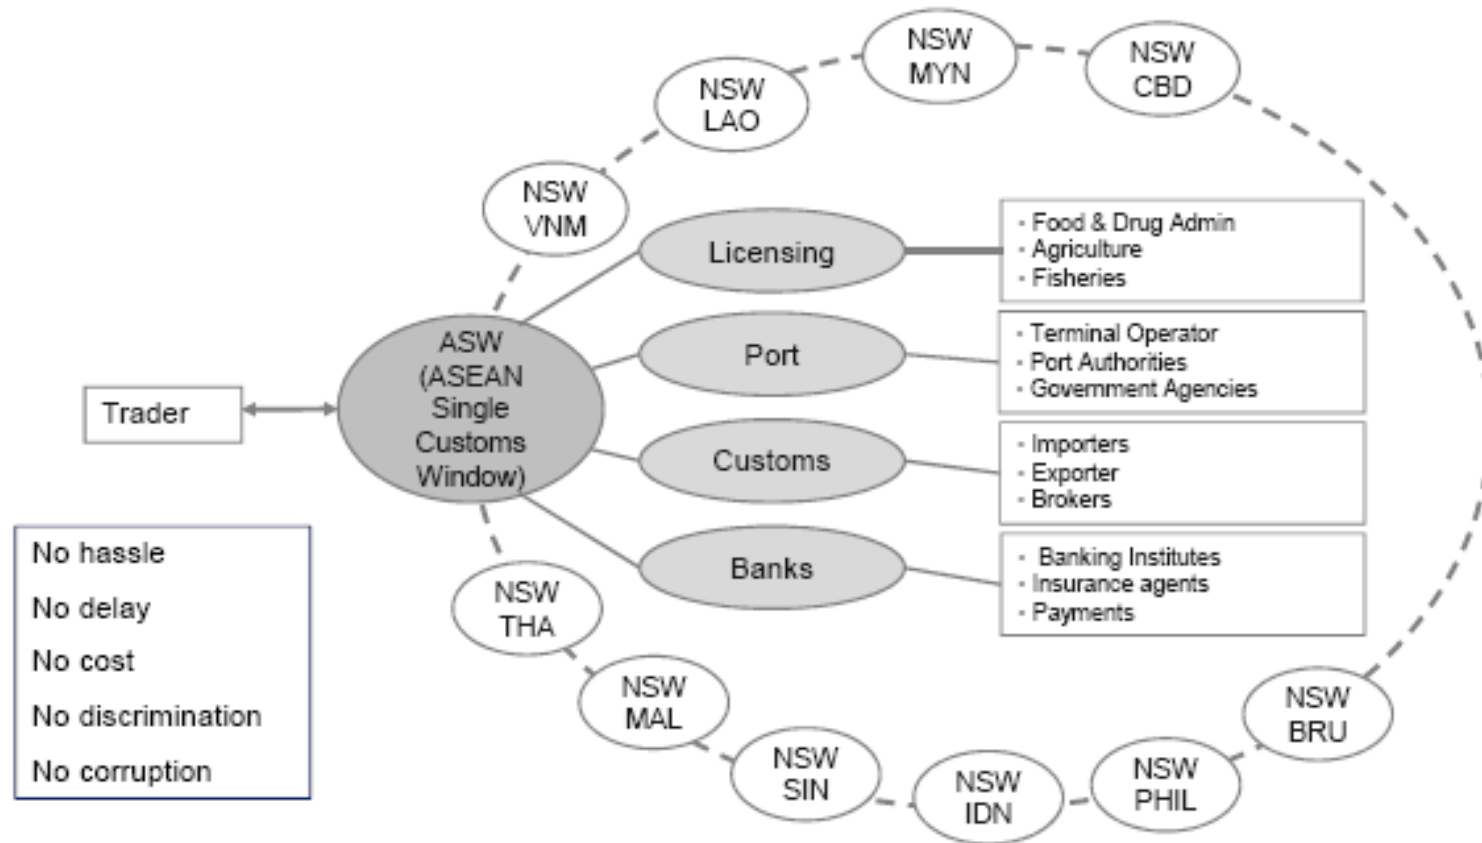 NSW
MYN
NSW
CBD
NSW
LAO
NSW
VNM
Licensing
- Food & Drug Admin
- Agriculture
- Fisheries
ASW
(ASEAN
Single
Customs
Window)
Port
- Terminal Operator
- Port Authorities
- Government Agencies
Trader
Customs
- Importers
- Exporter
- Brokers
Banks
- Banking Institutes
- Insurance agents
- Payments
No hassle
No delay
No cost
No discrimination
No corruption
NSW
THA
NSW
MAL
NSW
SIN
NSW
IDN
NSW
PHIL
NSW
BRU